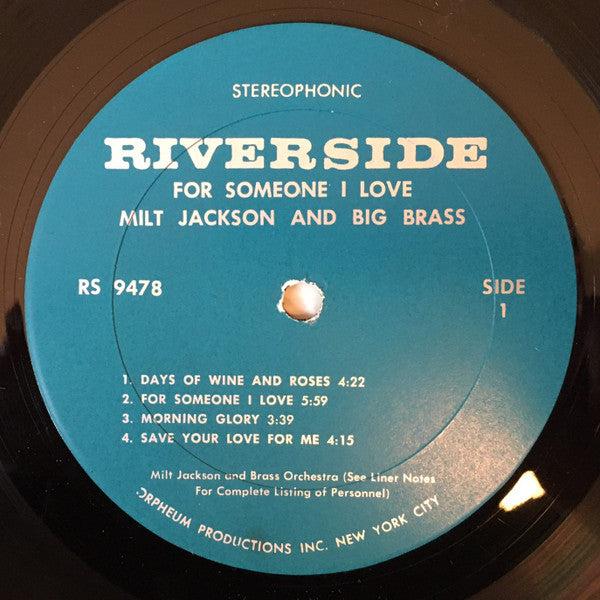 STEREOPHONIC
RIVERSIDE
FOR SOMEONE I LOVE
MILT JACKSON AND BIG BRASS
RS 9478
SIDE
1
1. DAYS OF WINE AND ROSES 4:22
2. FOR SOMEONE I LOVE 5:59
3. MORNING GLORY 3:39
4. SAVE YOUR LOVE FOR ME 4:15
Milt Jackson and Brass Orchestra (See Liner Notes
For Complete Listing of Personnel)
ORPHEUM PRODUCTIONS INC. NEW YORK CITY